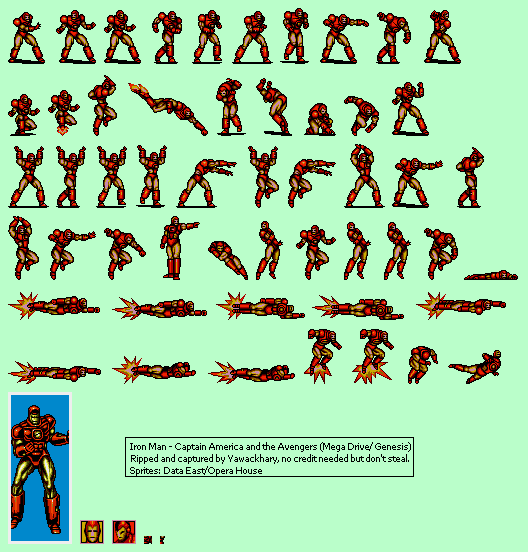 Iron Man - Captain America and the Avengers (Mega Drive/ Genesis)
Ripped and captured by Yawackhary, no credit needed but don't steal.
Sprites: Data East/Opera House